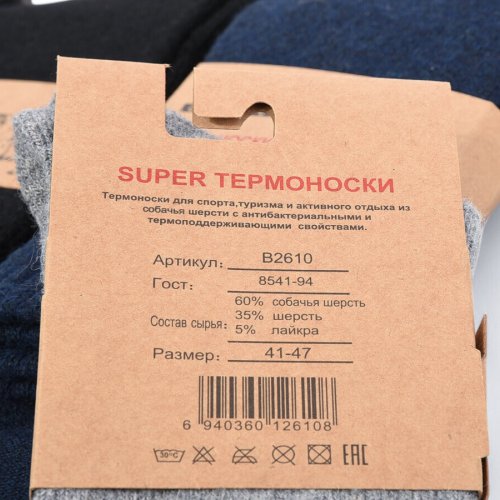 SUPER ТЕРМОНОСКИ
Термоноски для спорта,туризма и активного отдыха из
собачья шерсти с антибактериальными и
термоподдерживающими свойствами.
Артикул: B2610
Гост: 8541-94
60% собачья шерсть
Состав сырья: 35% шерсть
5% лайкра
Размер: 41-47
6 940360 126108
30°C EAC